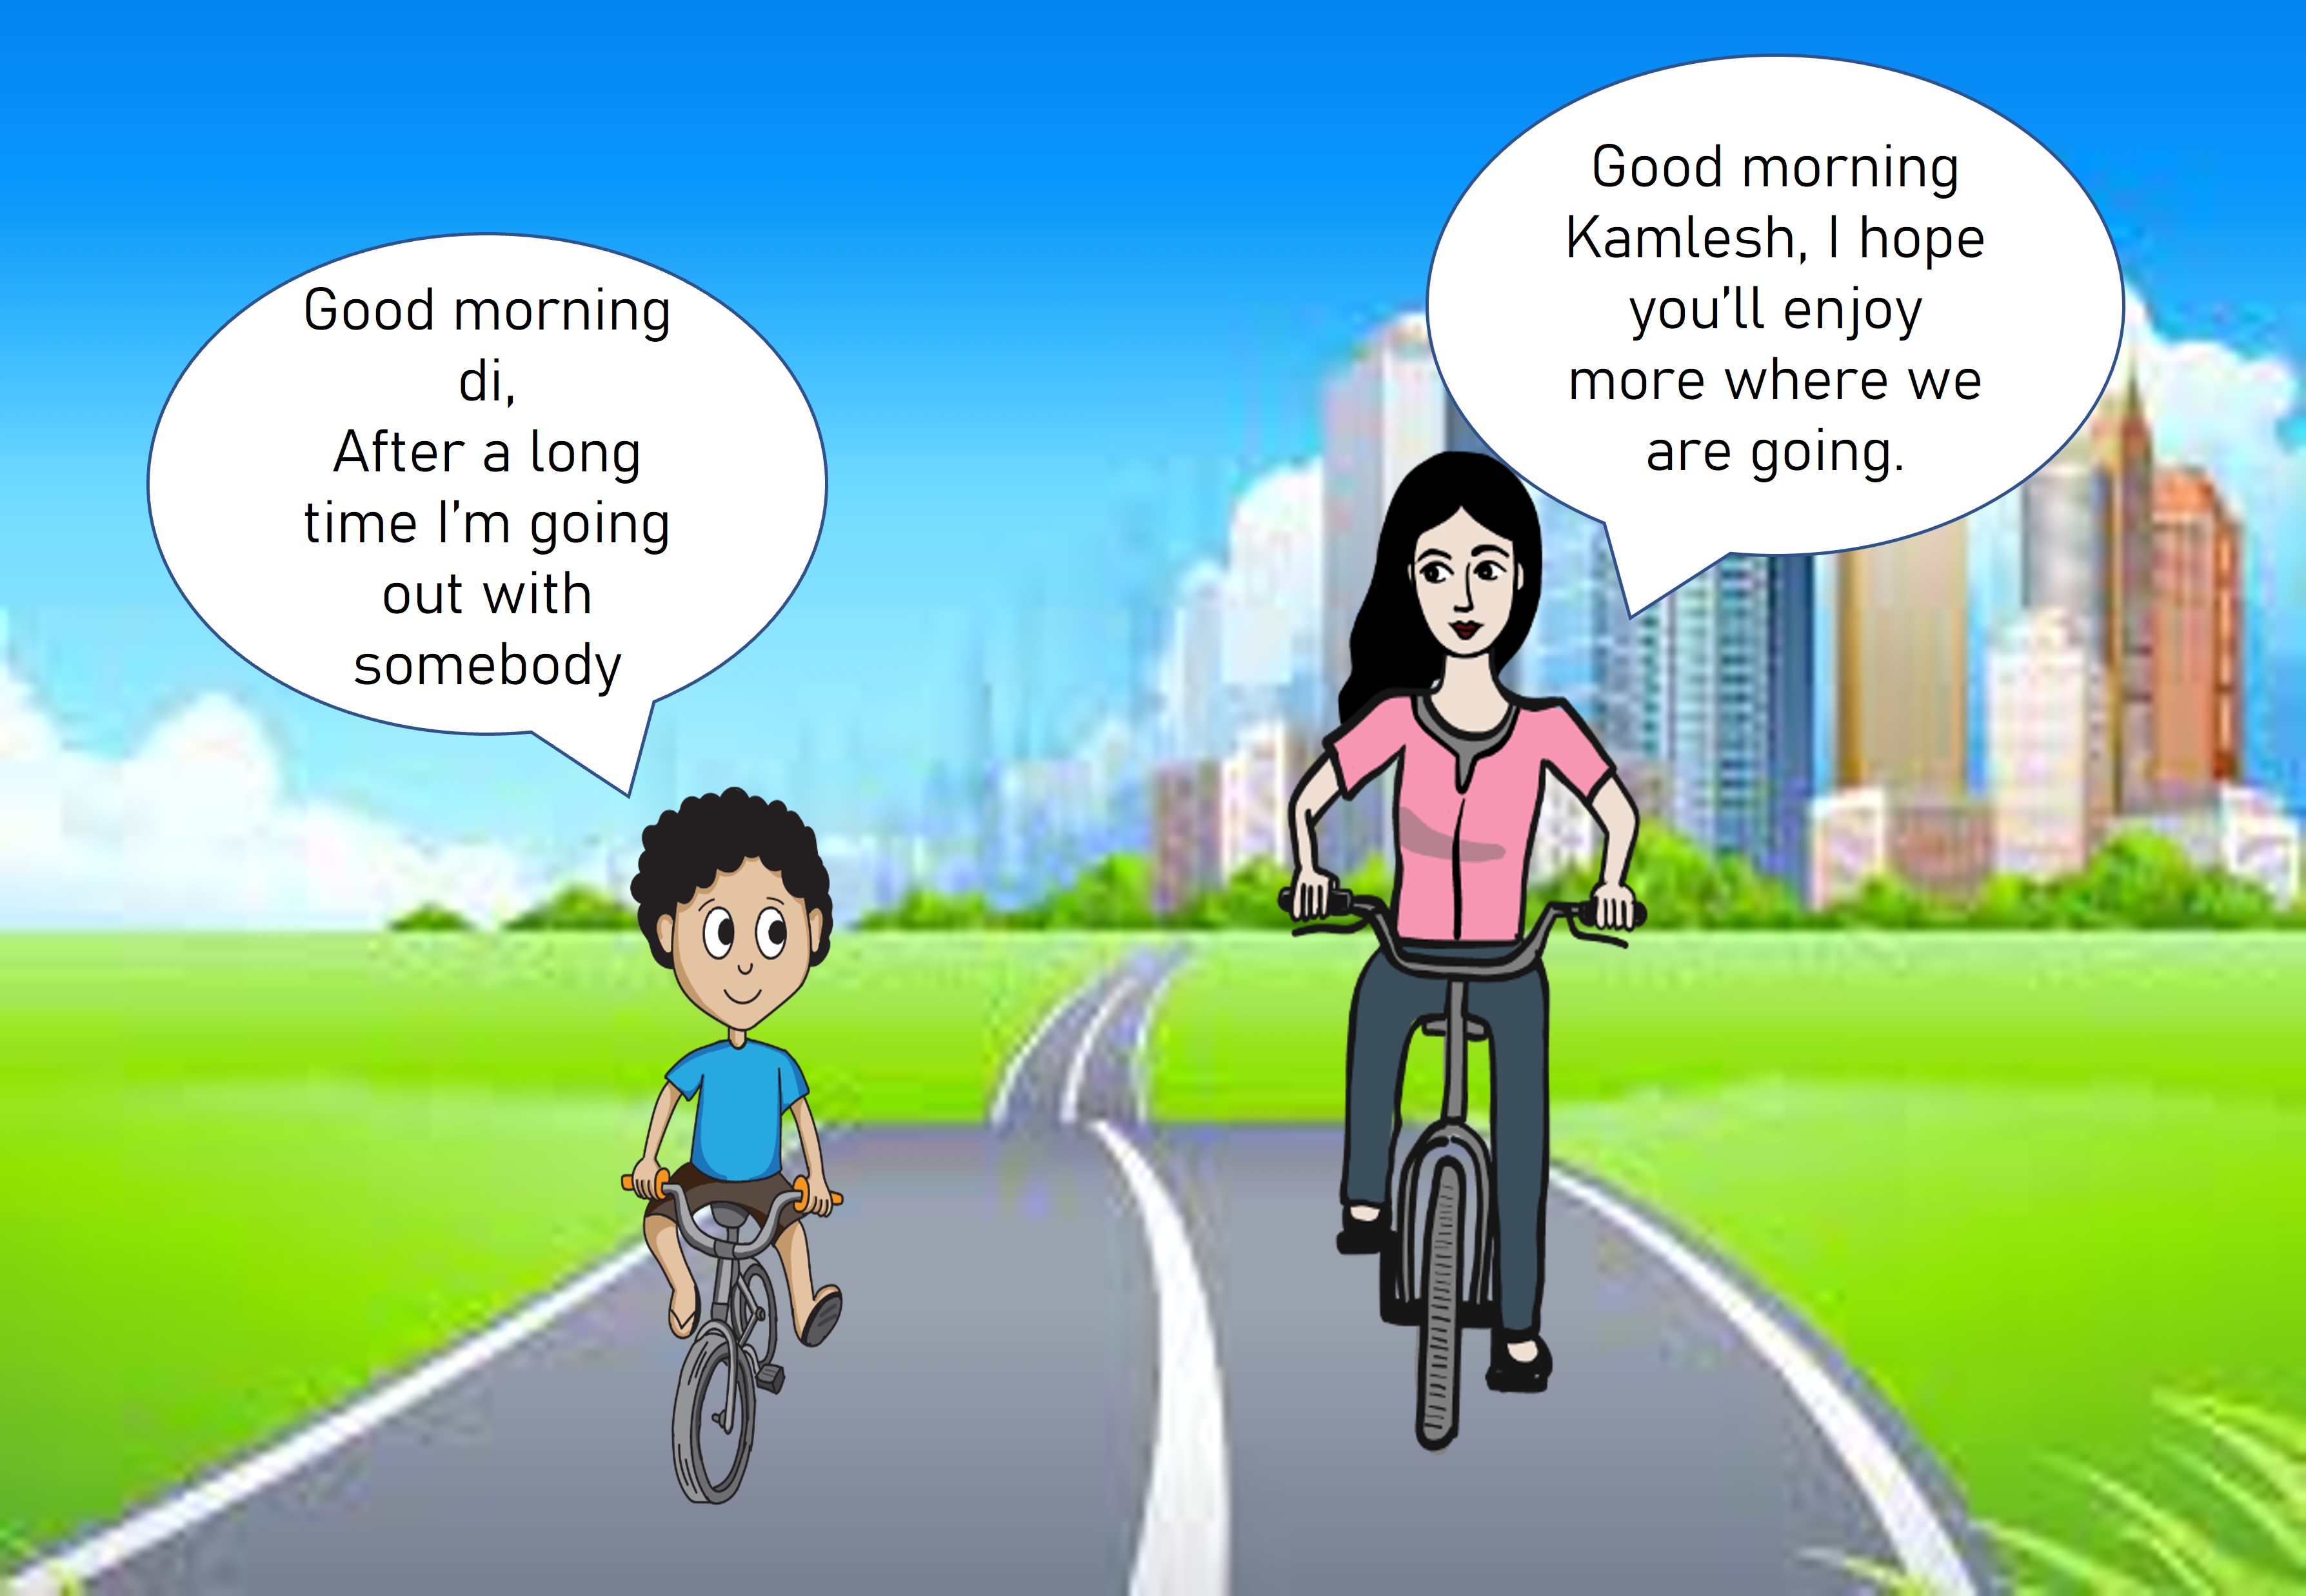 Good morning
di,
After a long
time I'm going
out with
somebody
Good morning
Kamlesh, I hope
you'll enjoy
more where we
are going.